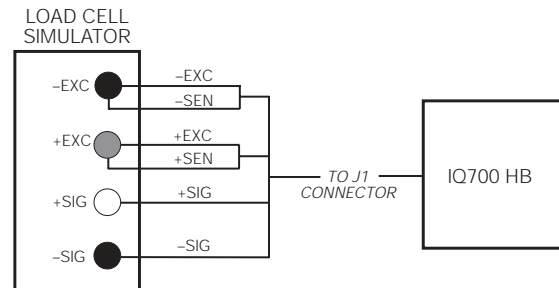 LOAD CELL
SIMULATOR
–EXC
–EXC
–SEN
+EXC
+EXC
+SEN
+SIG
+SIG
–SIG
–SIG
TO J1
CONNECTOR
IQ700 HB